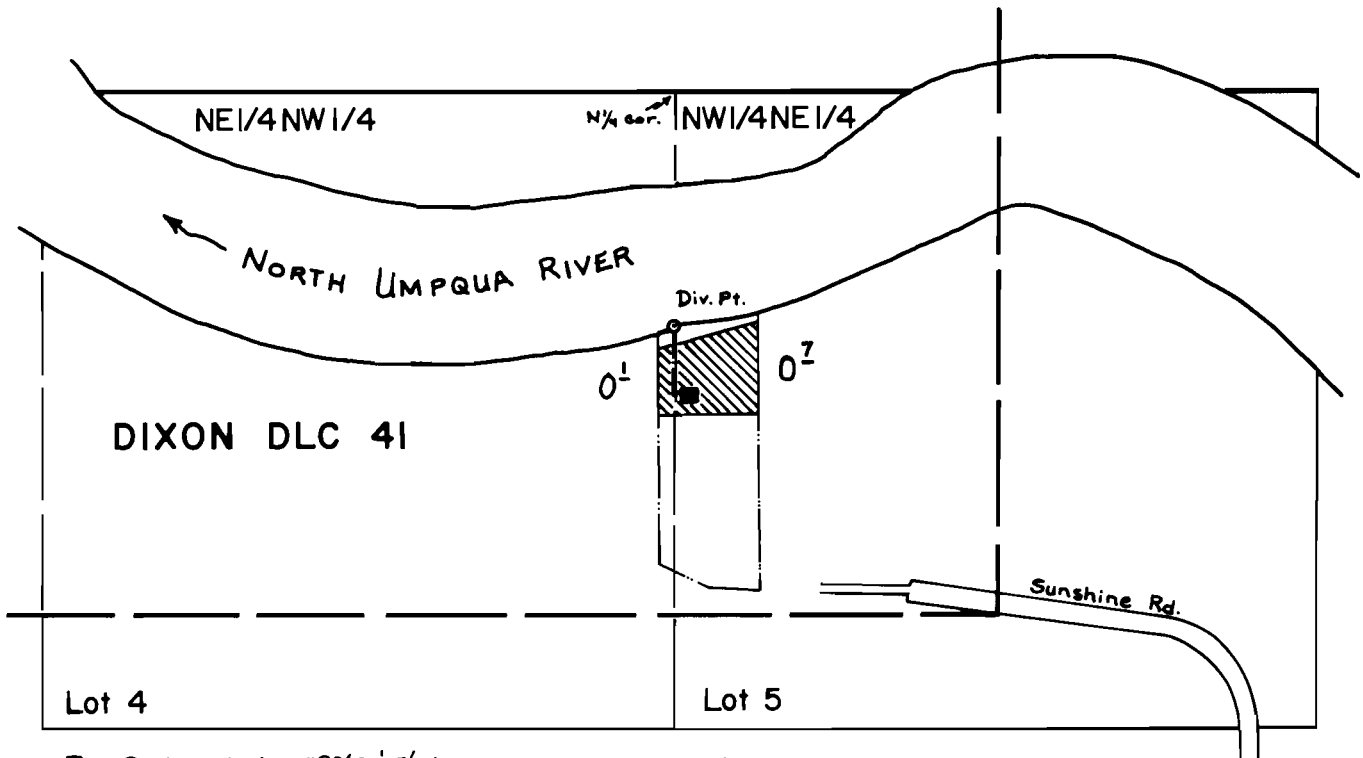 NE1/4NW1/4
N¼ cor.
NW1/4NE1/4
NORTH UMPQUA RIVER
Div. Pt.
0 1
0 7
DIXON DLC 41
Sunshine Rd.
Lot 4
Lot 5